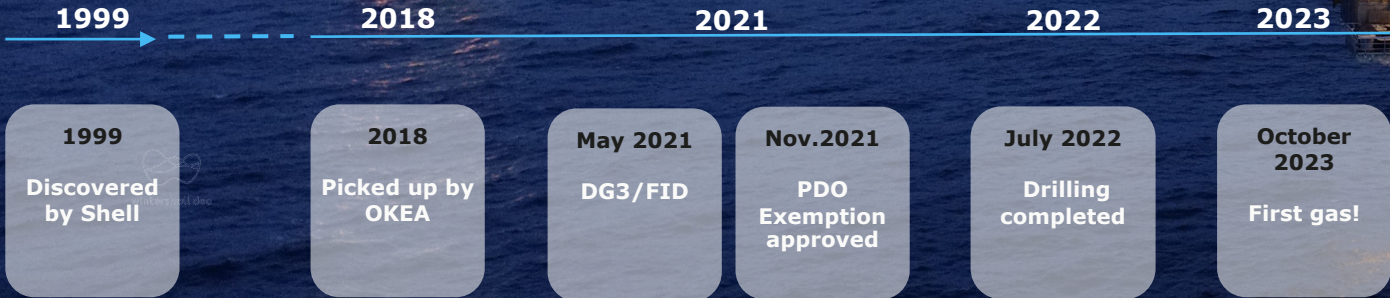 1999
2018
2021
2022
2023
1999
Discovered
by Shell
2018
Picked up by
OKEA
May 2021
DG3/FID
Nov.2021
PDO
Exemption
approved
July 2022
Drilling
completed
October
2023
First gas!